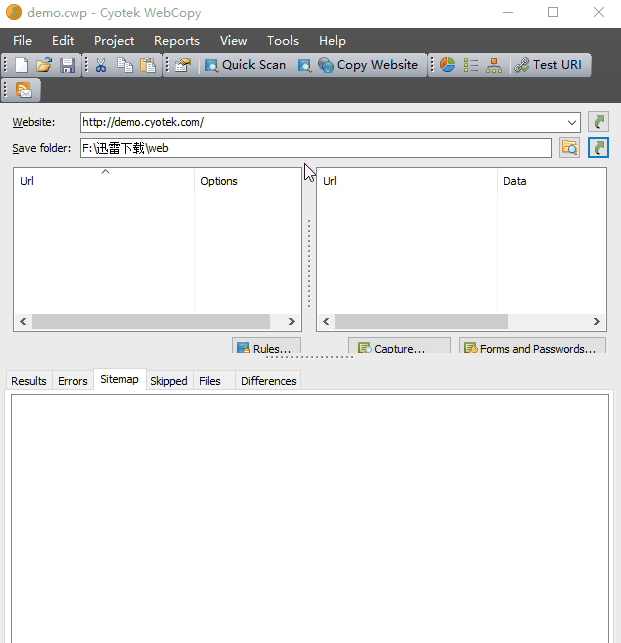 demo.cwp - Cyotek WebCopy
File Edit Project Reports View Tools Help
Quick Scan Copy Website Test URI
Website: http://demo.cyotek.com/
Save folder: F:\迅雷下载\web
Url Options Url Data
Rules... Capture... Forms and Passwords...
Results Errors Sitemap Skipped Files Differences